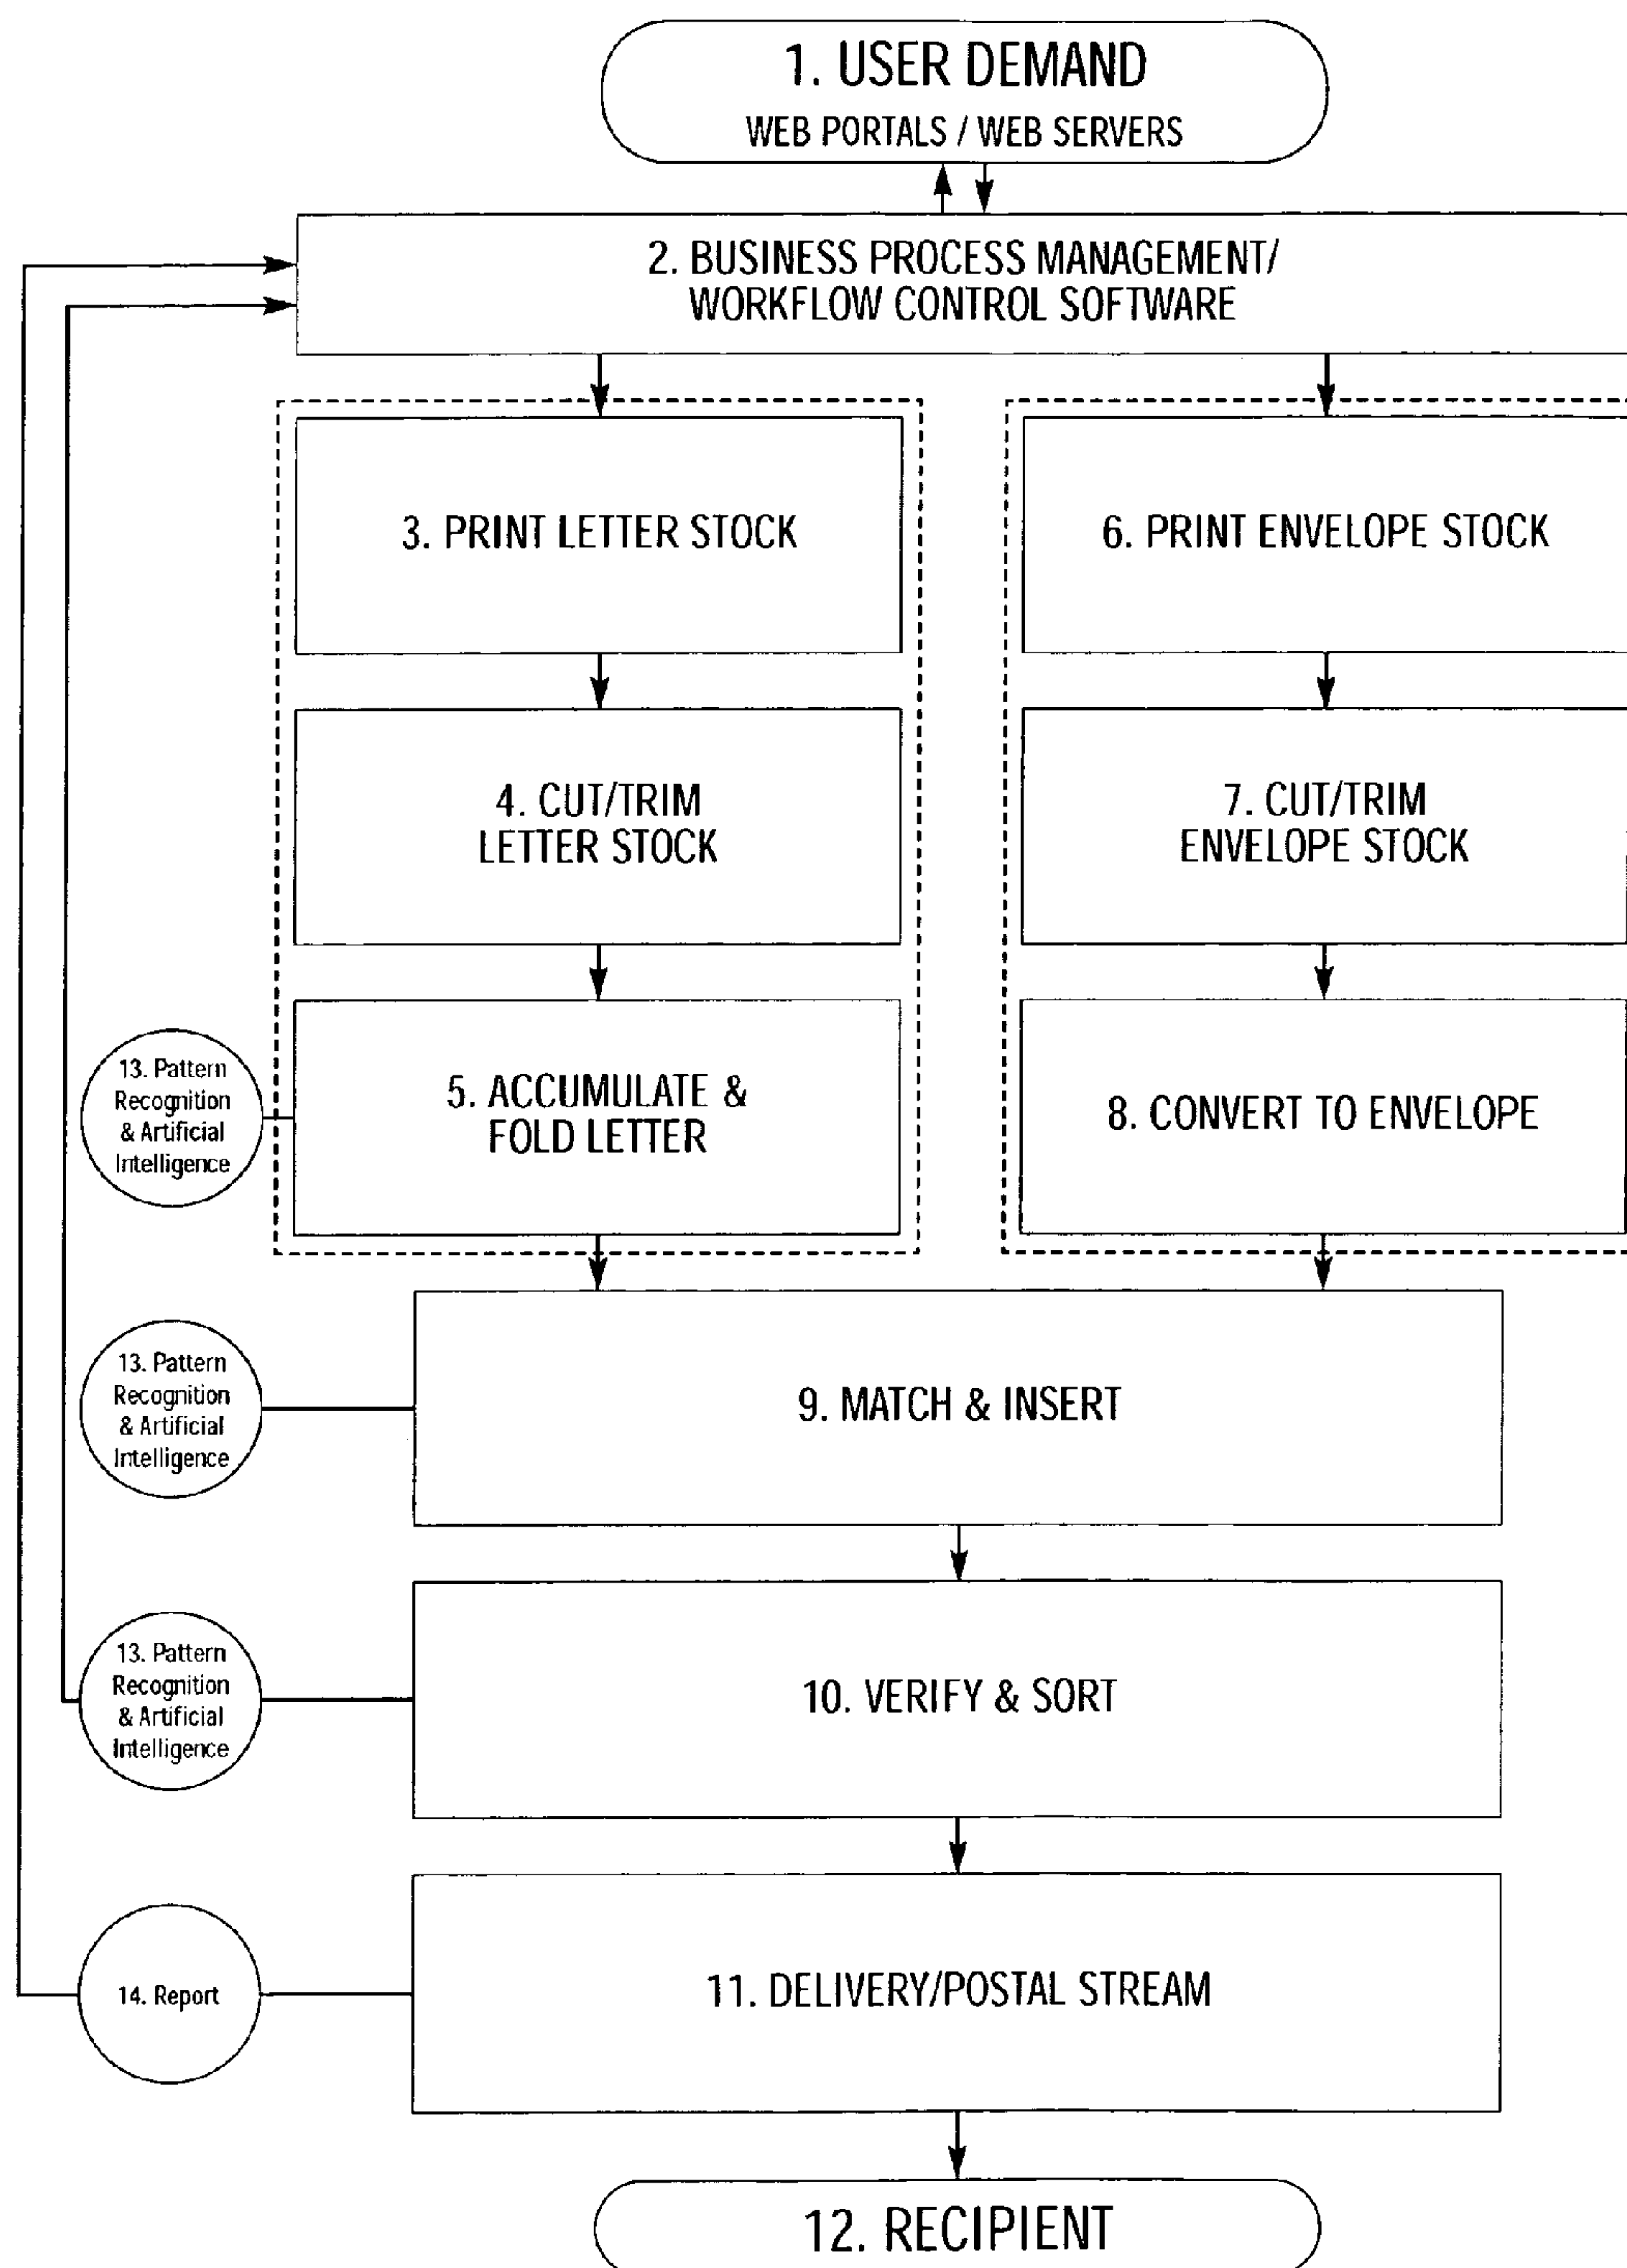 1. USER DEMAND
WEB PORTALS / WEB SERVERS
2. BUSINESS PROCESS MANAGEMENT/
WORKFLOW CONTROL SOFTWARE
3. PRINT LETTER STOCK
6. PRINT ENVELOPE STOCK
4. CUT/TRIM
LETTER STOCK
7. CUT/TRIM
ENVELOPE STOCK
13. Pattern
Recognition
& Artificial
Intelligence
5. ACCUMULATE &
FOLD LETTER
8. CONVERT TO ENVELOPE
13. Pattern
Recognition
& Artificial
Intelligence
9. MATCH & INSERT
13. Pattern
Recognition
& Artificial
Intelligence
10. VERIFY & SORT
14. Report
11. DELIVERY/POSTAL STREAM
12. RECIPIENT